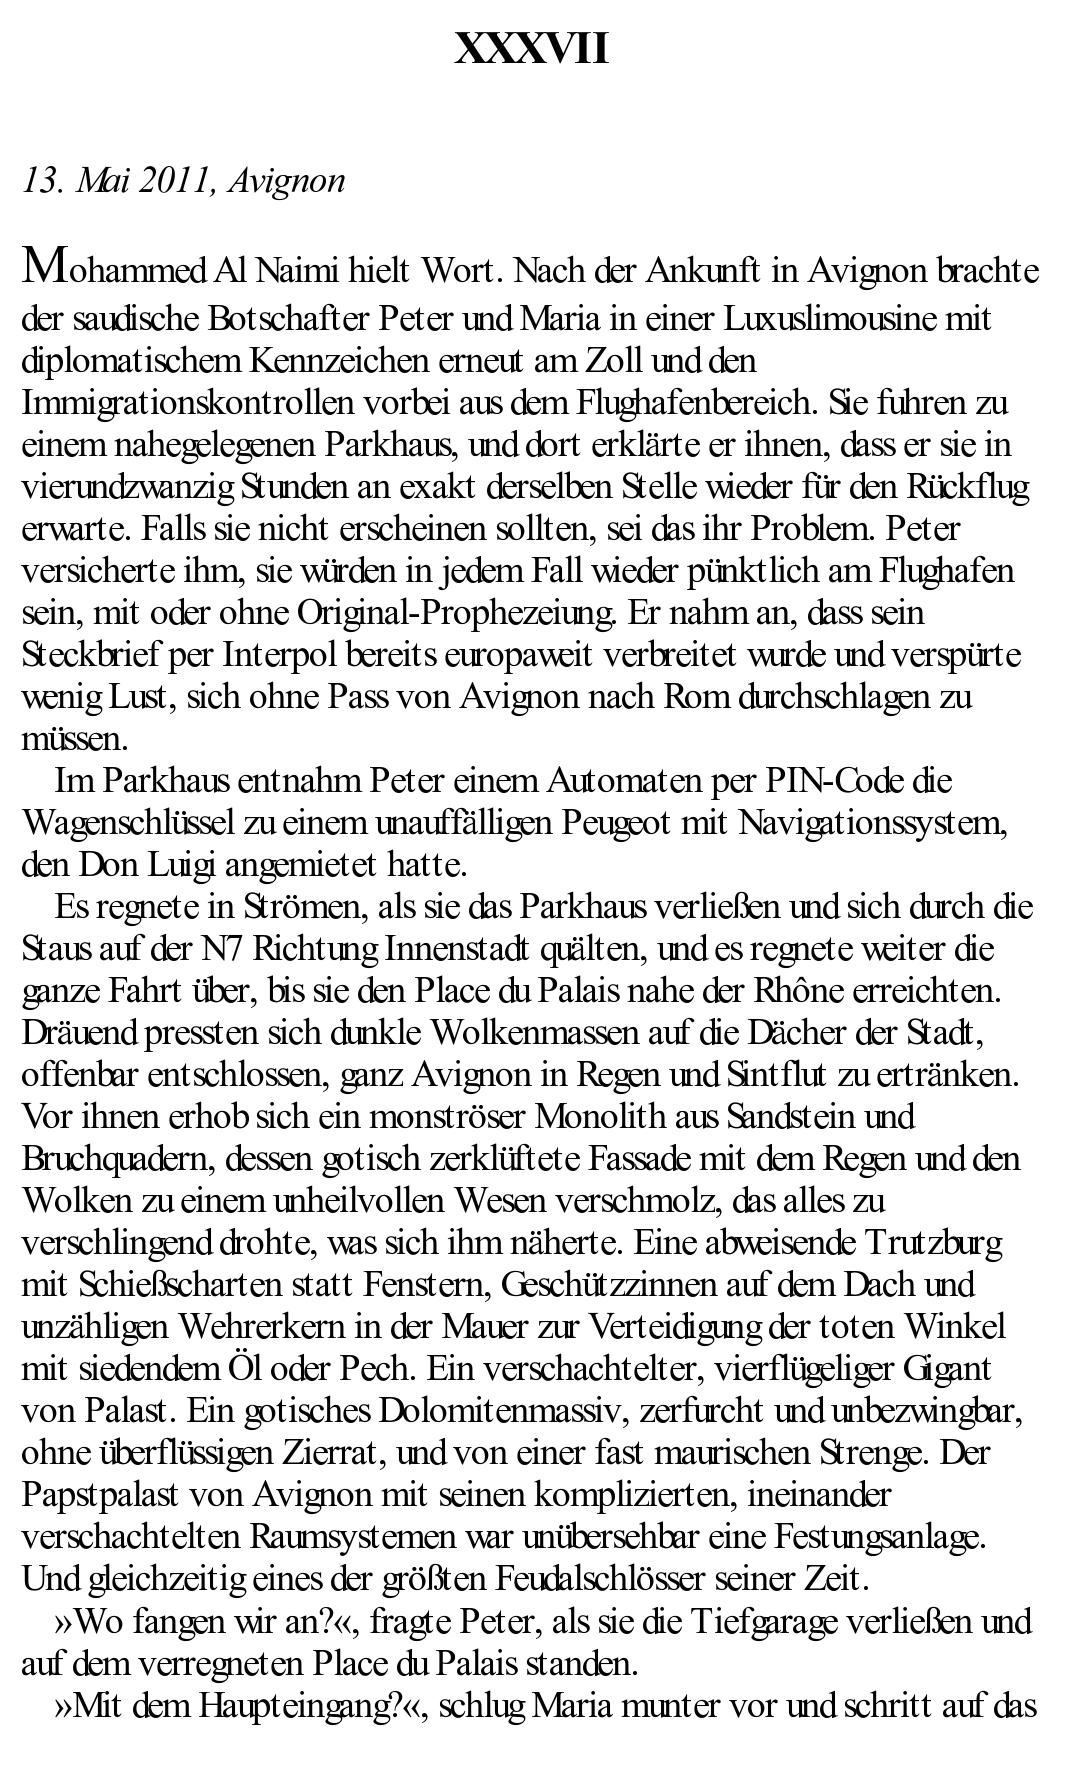 XXXVII
13. Mai 2011, Avignon
Mohammed Al Naimi hielt Wort. Nach der Ankunft in Avignon brachte
der saudische Botschafter Peter und Maria in einer Luxuslimousine mit
diplomatischem Kennzeichen erneut am Zoll und den
Immigrationskontrollen vorbei aus dem Flughafenbereich. Sie fuhren zu
einem nahegelegenen Parkhaus, und dort erklärte er ihnen, dass er sie in
vierundzwanzig Stunden an exakt derselben Stelle wieder für den Rückflug
erwarte. Falls sie nicht erscheinen sollten, sei das ihr Problem. Peter
versicherte ihm, sie würden in jedem Fall wieder pünktlich am Flughafen
sein, mit oder ohne Original-Prophezeiung. Er nahm an, dass sein
Steckbrief per Interpol bereits europaweit verbreitet wurde und verspürte
wenig Lust, sich ohne Pass von Avignon nach Rom durchschlagen zu
müssen.
Im Parkhaus entnahm Peter einem Automaten per PIN-Code die
Wagenschlüssel zu einem unauffälligen Peugeot mit Navigationssystem,
den Don Luigi angemietet hatte.
Es regnete in Strömen, als sie das Parkhaus verließen und sich durch die
Staus auf der N7 Richtung Innenstadt quälten, und es regnete weiter die
ganze Fahrt über, bis sie den Place du Palais nahe der Rhône erreichten.
Dräuend pressten sich dunkle Wolkenmassen auf die Dächer der Stadt,
offenbar entschlossen, ganz Avignon in Regen und Sintflut zu ertränken.
Vor ihnen erhob sich ein monströser Monolith aus Sandstein und
Bruchquadern, dessen gotisch zerklüftete Fassade mit dem Regen und den
Wolken zu einem unheilvollen Wesen verschmolz, das alles zu
verschlingend drohte, was sich ihm näherte. Eine abweisende Trutzburg
mit Schießscharten statt Fenstern, Geschützzinnen auf dem Dach und
unzähligen Wehrerkern in der Mauer zur Verteidigung der toten Winkel
mit siedendem Öl oder Pech. Ein verschachtelter, vierflügeliger Gigant
von Palast. Ein gotisches Dolomitenmassiv, zerfurcht und unbezwingbar,
ohne überflüssigen Zierrat, und von einer fast maurischen Strenge. Der
Papstpalast von Avignon mit seinen komplizierten, ineinander
verschachtelten Raumsystemen war unübersehbar eine Festungsanlage.
Und gleichzeitig eines der größten Feudalschlösser seiner Zeit.
»Wo fangen wir an?«, fragte Peter, als sie die Tiefgarage verließen und
auf dem verregneten Place du Palais standen.
»Mit dem Haupteingang?«, schlug Maria munter vor und schritt auf das